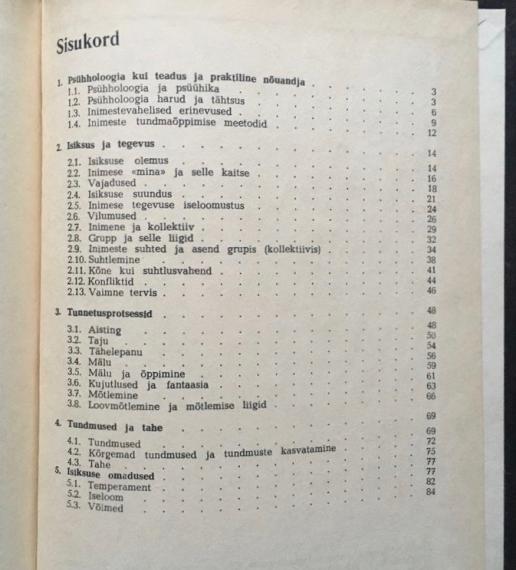 Sisukord
1. Psühholoogia kui teadus ja praktiline nõuandja . . . . . 3
1.1. Psühholoogia ja psüühika . . . . . 3
1.2. Psühholoogia harud ja tähtsus . . . . . 6
1.3. Inimestevahelised erinevused . . . . . 9
1.4. Inimeste tundmaõppimise meetodid . . . . . 12
2. Isiksus ja tegevus . . . . . 14
2.1. Isiksuse olemus . . . . . 14
2.2. Inimese «mina» ja selle kaitse . . . . . 16
2.3. Vajadused . . . . . 18
2.4. Isiksuse suundus . . . . . 21
2.5. Inimese tegevuse iseloomustus . . . . . 24
2.6. Vilumused . . . . . 26
2.7. Inimene ja kollektiiv . . . . . 29
2.8. Grupp ja selle liigid . . . . . 32
2.9. Inimeste suhted ja asend grupis (kollektiivis) . . . . . 34
2.10. Suhtlemine . . . . . 38
2.11. Kõne kui suhtlusvahend . . . . . 41
2.12. Konfliktid . . . . . 44
2.13. Vaimne tervis . . . . . 46
3. Tunnetusprotsessid . . . . . 48
3.1. Aisting . . . . . 48
3.2. Taju . . . . . 50
3.3. Tähelepanu . . . . . 54
3.4. Mälu . . . . . 56
3.5. Mälu ja õppimine . . . . . 59
3.6. Kujutlused ja fantaasia . . . . . 61
3.7. Mõtlemine . . . . . 63
3.8. Loovmõtlemine ja mõtlemise liigid . . . . . 66
4. Tundmused ja tahe . . . . . 69
4.1. Tundmused . . . . . 69
4.2. Kõrgemad tundmused ja tundmuste kasvatamine . . . . . 72
4.3. Tahe . . . . . 75
5. Isiksuse omadused . . . . . 77
5.1. Temperament . . . . . 77
5.2. Iseloom . . . . . 82
5.3. Võimed . . . . . 84